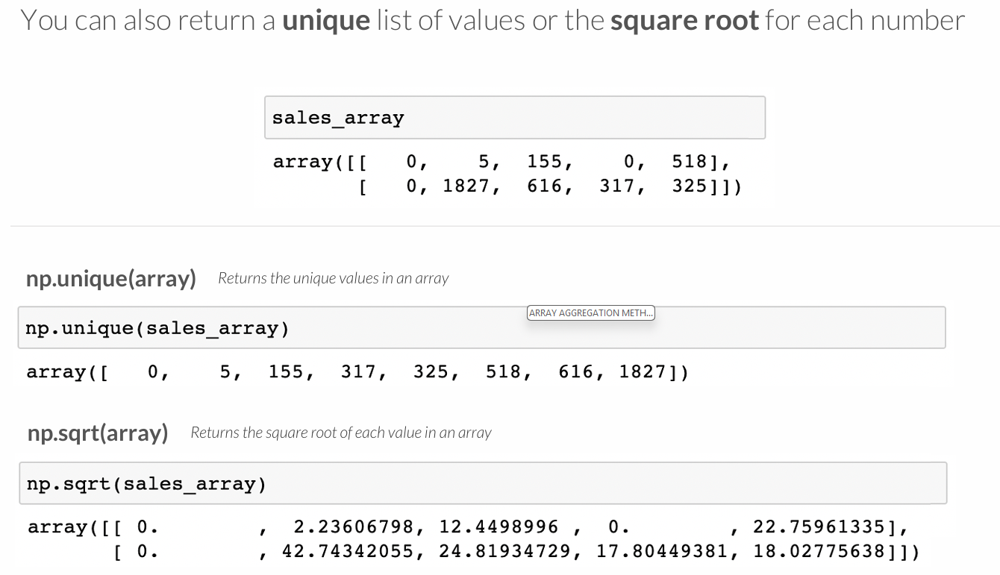 You can also return a unique list of values or the square root for each number
sales_array
array([[   0,    5,  155,    0,  518],
       [   0, 1827,  616,  317,  325]])
np.unique(array) Returns the unique values in an array
ARRAY AGGREGATION METH...
np.unique(sales_array)
array([   0,    5,  155,  317,  325,  518,  616, 1827])
np.sqrt(array) Returns the square root of each value in an array
np.sqrt(sales_array)
array([[ 0.        ,  2.23606798, 12.4498996 ,  0.        , 22.75961335],
       [ 0.        , 42.74342055, 24.81934729, 17.80449381, 18.02775638]])